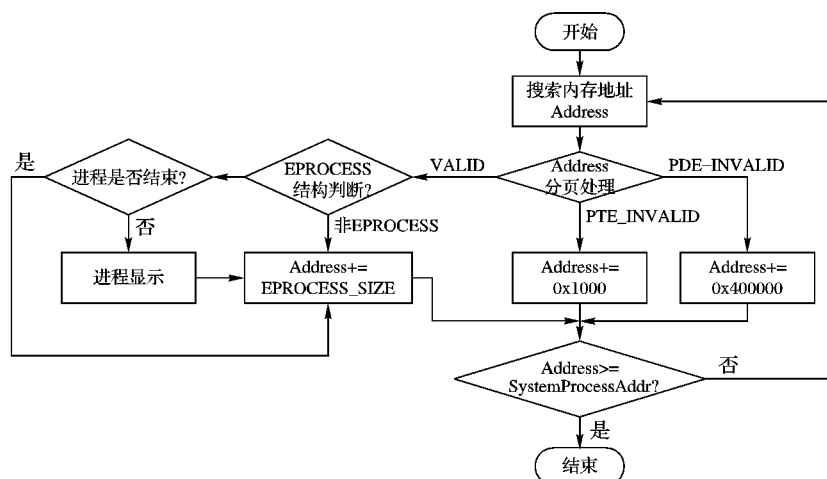 开始
搜索内存地址
Address
是
进程是否结束?
EPROCESS
结构判断?
VALID
Address
分页处理
PDE-INVALID
否
非EPROCESS
PTE_INVALID
进程显示
Address+=
EPROCESS_SIZE
Address+=
0x1000
Address+=
0x400000
Address>=
SystemProcessAddr?
否
是
结束